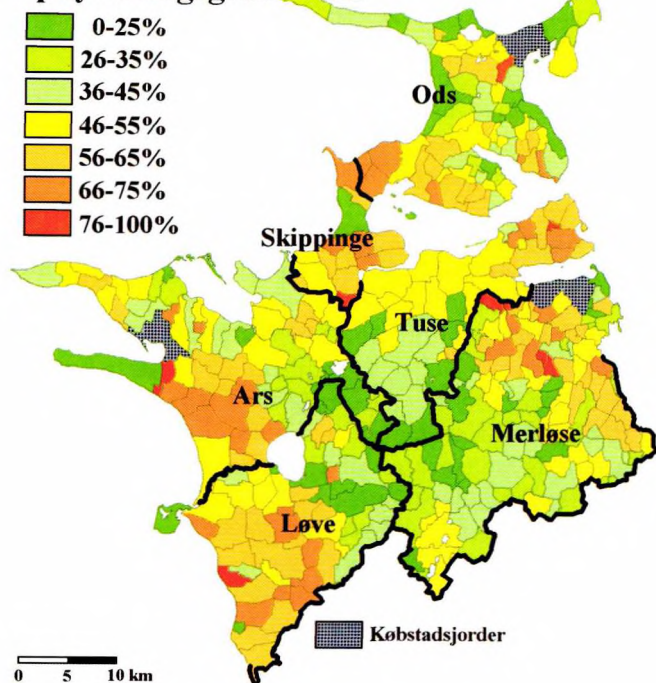 0-25%
26-35%
36-45%
46-55%
56-65%
66-75%
76-100%
Ods
Skippinge
Tuse
Ars
Merløse
Løve
Købstadsjorder
0 5 10 km